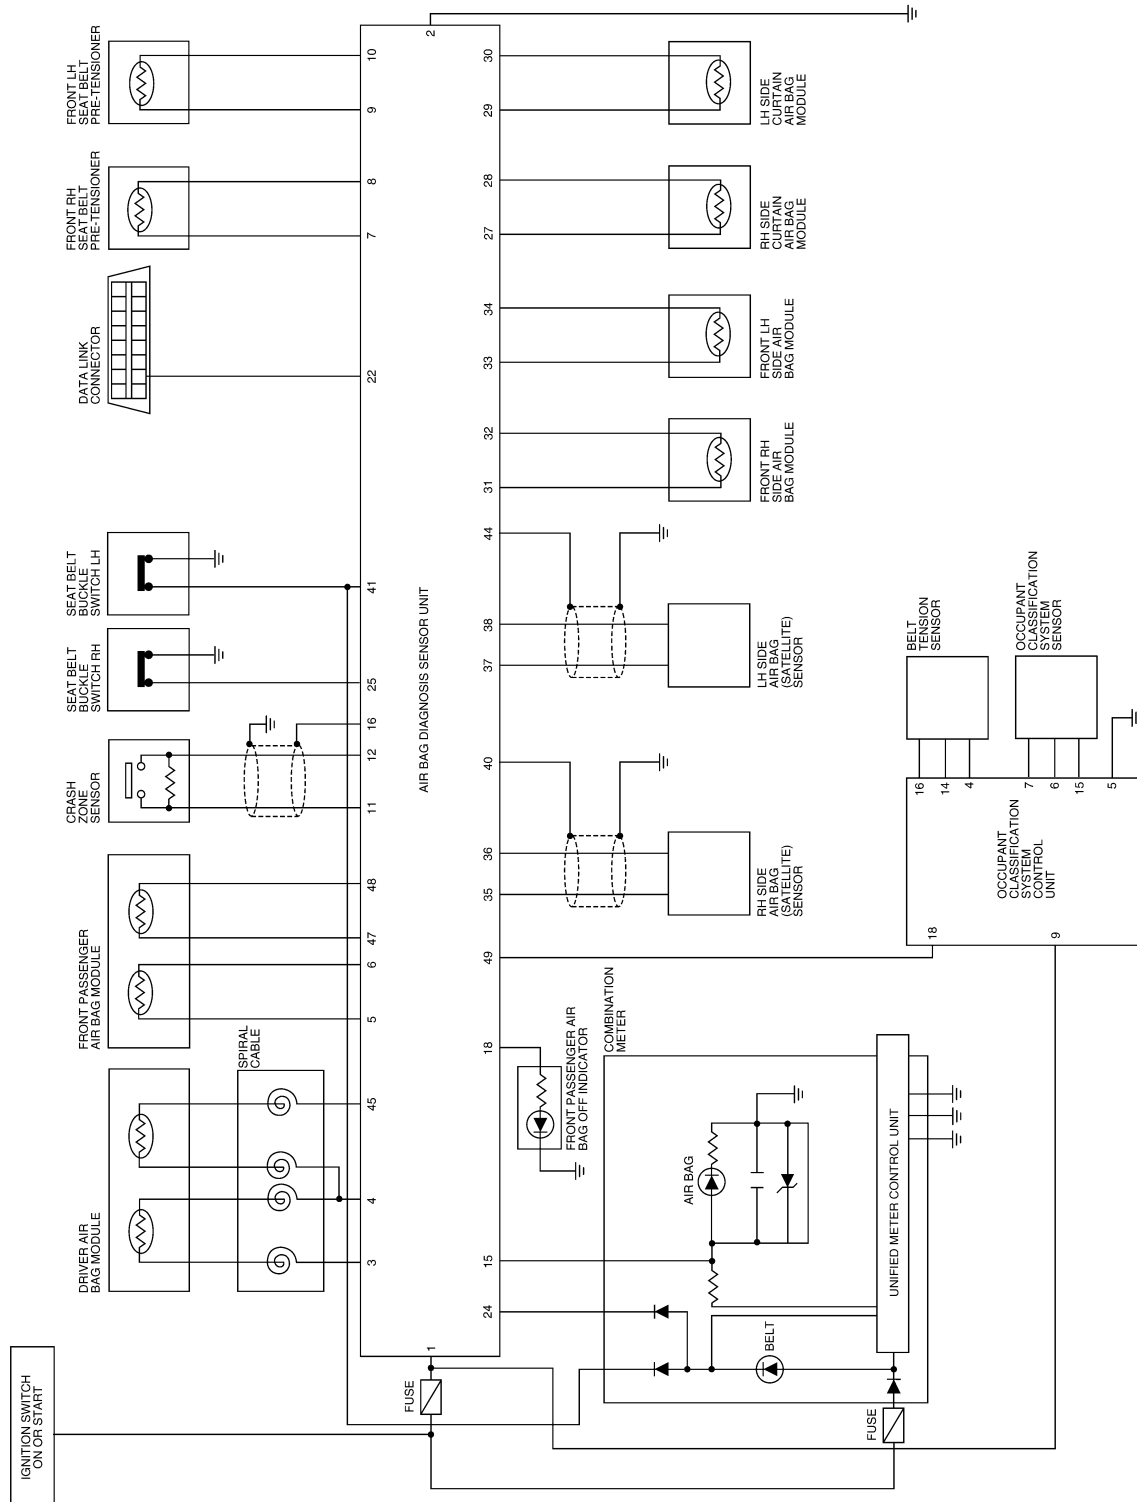 IGNITION SWITCH
ON OR START
DRIVER AIR
BAG MODULE
SPIRAL
CABLE
FRONT PASSENGER
AIR BAG MODULE
CRASH
ZONE
SENSOR
SEAT BELT
BUCKLE
SWITCH RH
SEAT BELT
BUCKLE
SWITCH LH
DATA LINK
CONNECTOR
FRONT RH
SEAT BELT
PRE-TENSIONER
FRONT LH
SEAT BELT
PRE-TENSIONER
FUSE
1
3
4
45
5
6
47
48
11
12
16
25
41
22
7
8
9
10
2
AIR BAG DIAGNOSIS SENSOR UNIT
24
15
18
49
35
36
40
37
38
44
31
32
33
34
27
28
29
30
FRONT PASSENGER AIR
BAG OFF INDICATOR
COMBINATION
METER
AIR BAG
BELT
UNIFIED METER CONTROL UNIT
FUSE
RH SIDE
AIR BAG
(SATELLITE)
SENSOR
LH SIDE
AIR BAG
(SATELLITE)
SENSOR
FRONT RH
SIDE AIR
BAG MODULE
FRONT LH
SIDE AIR
BAG MODULE
RH SIDE
CURTAIN
AIR BAG
MODULE
LH SIDE
CURTAIN
AIR BAG
MODULE
18
9
OCCUPANT
CLASSIFICATION
SYSTEM
CONTROL
UNIT
16
14
4
7
6
15
5
BELT
TENSION
SENSOR
OCCUPANT
CLASSIFICATION
SYSTEM
SENSOR